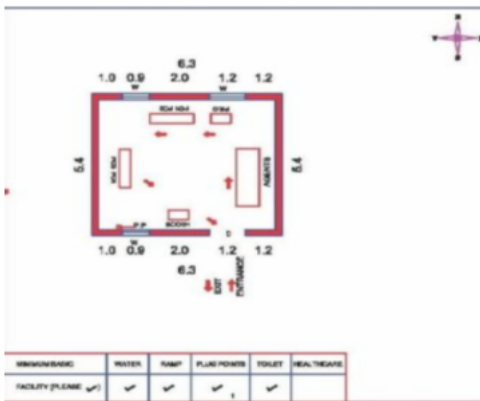 6.3
1.0 0.9 2.0 1.2 1.2
W W
5.4 5.4
AGENTS
P.P
W D
1.0 0.9 2.0 1.2 1.2
6.3
EXIT
ENTRANCE
MINIMUM BASIC WATER RAMP PLUG POINTS TOILET HEALTHCARE
FACILITY (PLEASE ✓) ✓ ✓ ✓ ✓
1